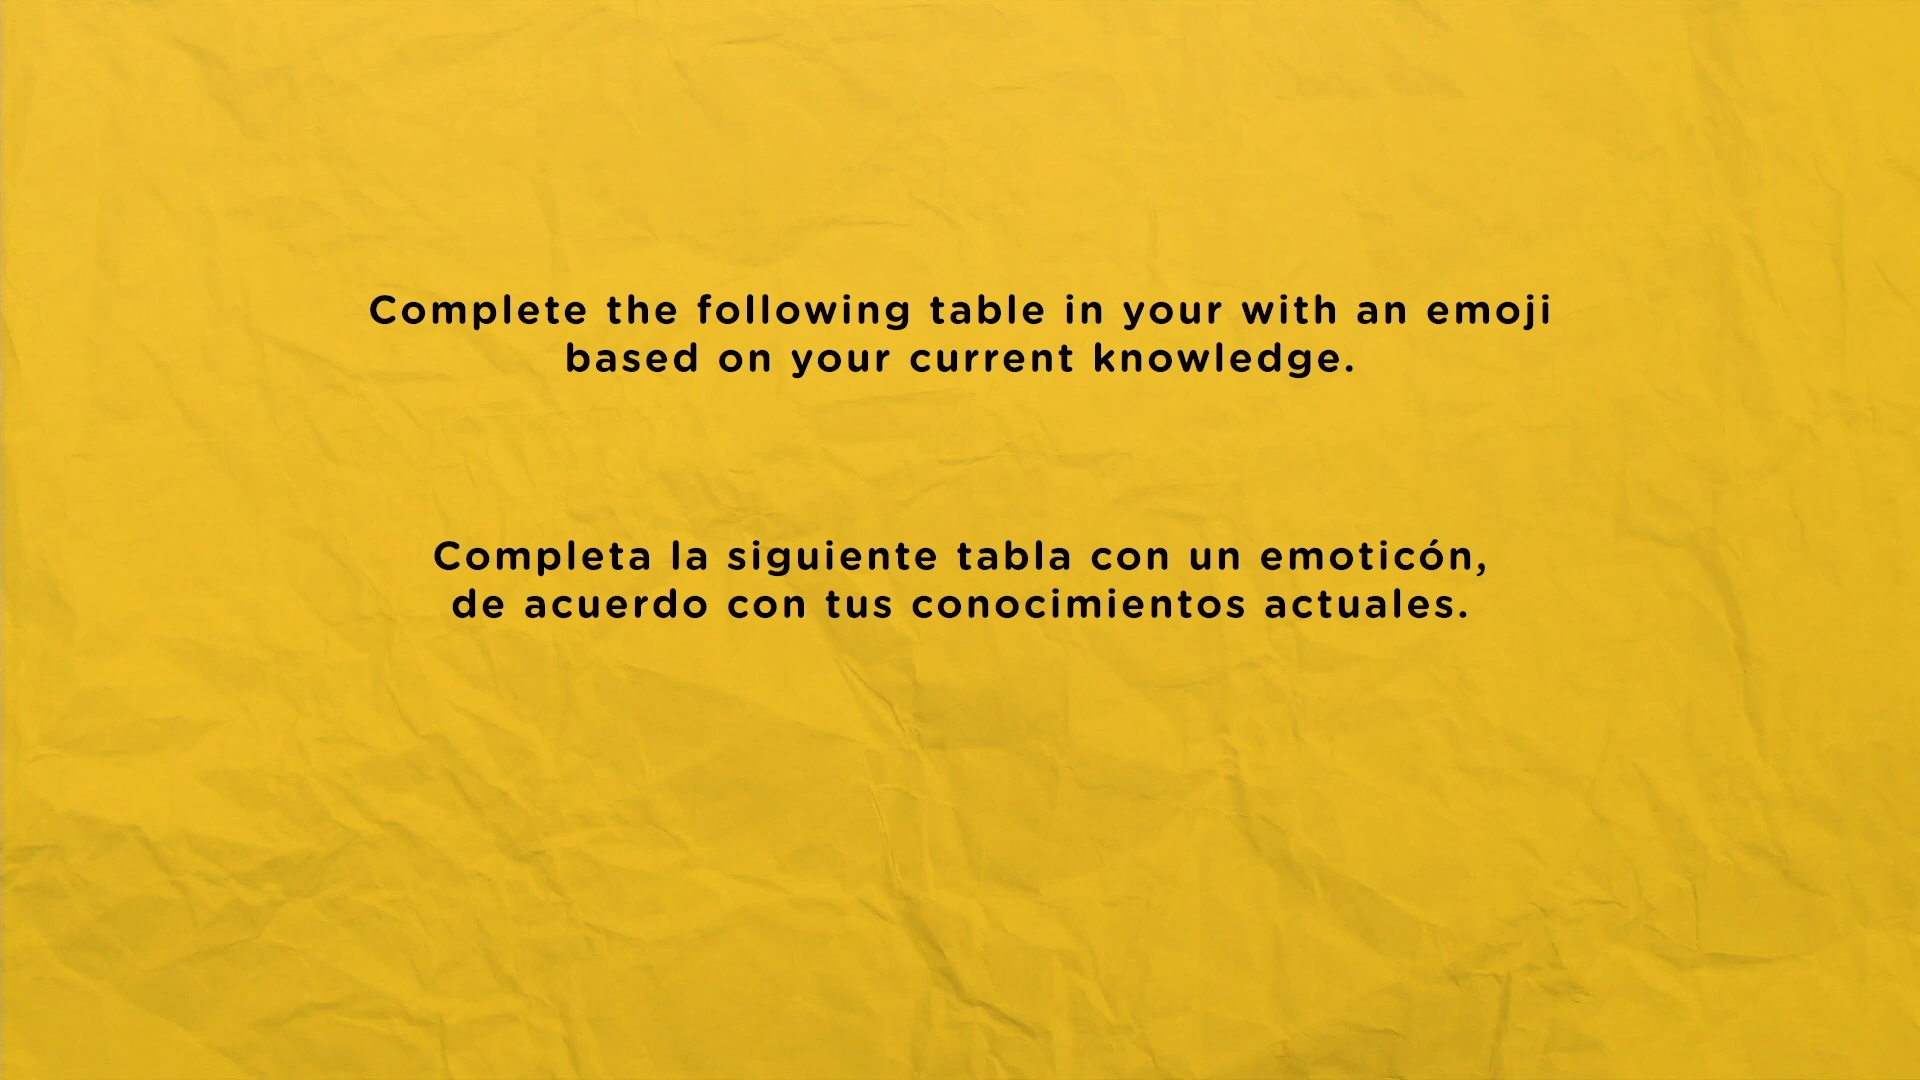 Complete the following table in your with an emoji
based on your current knowledge.
Completa la siguiente tabla con un emoticón,
de acuerdo con tus conocimientos actuales.